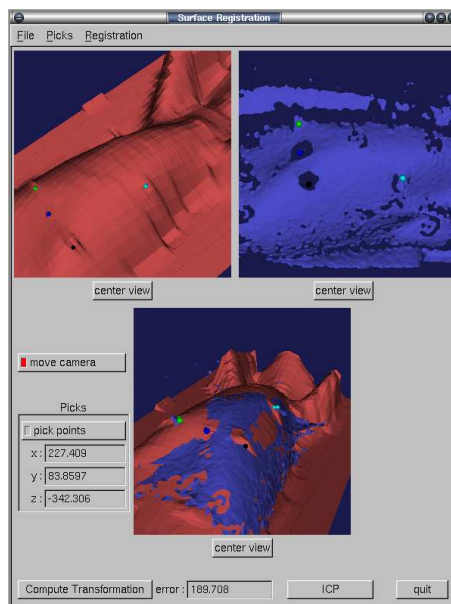 Surface Registration
File Picks Registration
center view center view
move camera
Picks
pick points
x : 227.409
y : 83.8597
z : -342.306
center view
Compute Transformation error : 189.708 ICP quit